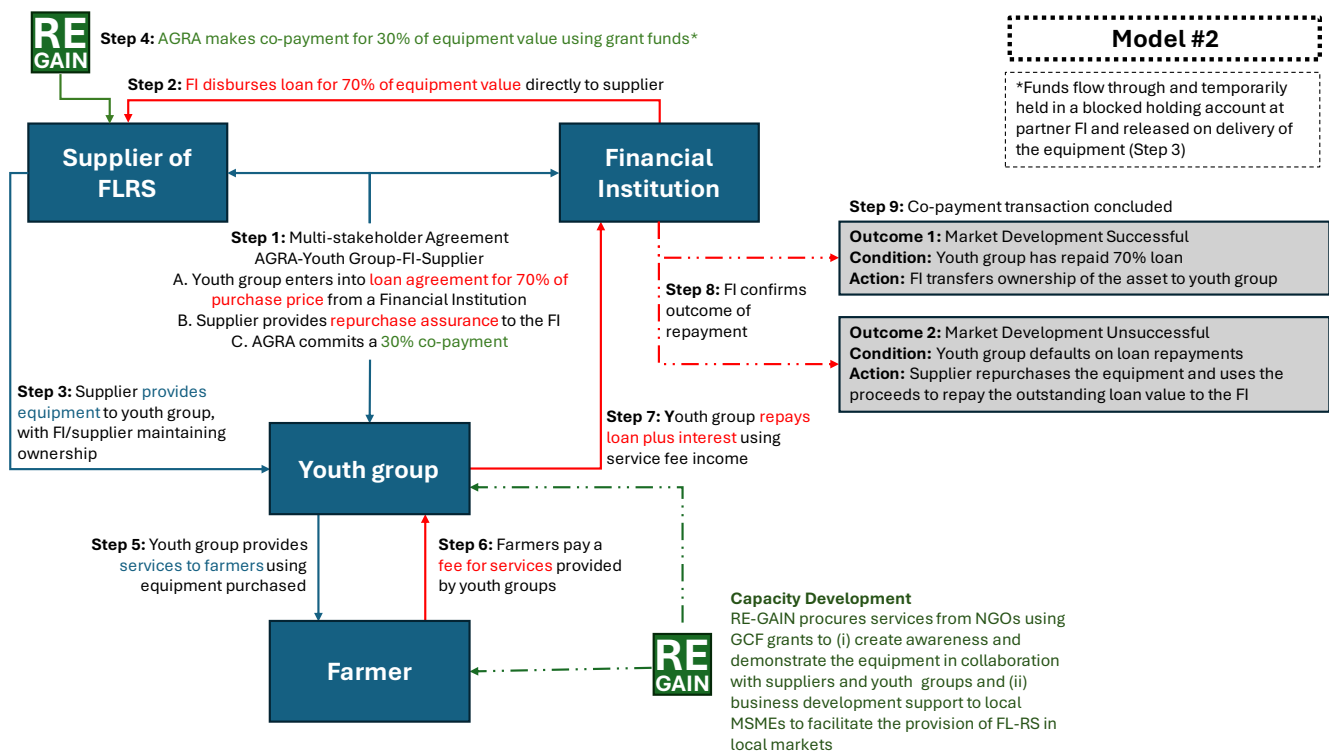 RE
GAIN
Step 4: AGRA makes co-payment for 30% of equipment value using grant funds*
Model #2
*Funds flow through and temporarily
held in a blocked holding account at
partner FI and released on delivery of
the equipment (Step 3)
Step 2: FI disburses loan for 70% of equipment value directly to supplier
Supplier of
FLRS
Financial
Institution
Step 1: Multi-stakeholder Agreement
AGRA-Youth Group-FI-Supplier
A. Youth group enters into loan agreement for 70% of
purchase price from a Financial Institution
B. Supplier provides repurchase assurance to the FI
C. AGRA commits a 30% co-payment
Step 9: Co-payment transaction concluded
Outcome 1: Market Development Successful
Condition: Youth group has repaid 70% loan
Action: FI transfers ownership of the asset to youth group
Step 8: FI confirms
outcome of
repayment
Outcome 2: Market Development Unsuccessful
Condition: Youth group defaults on loan repayments
Action: Supplier repurchases the equipment and uses the
proceeds to repay the outstanding loan value to the FI
Step 3: Supplier provides
equipment to youth group,
with FI/supplier maintaining
ownership
Step 7: Youth group repays
loan plus interest using
service fee income
Youth group
Step 5: Youth group provides
services to farmers using
equipment purchased
Step 6: Farmers pay a
fee for services provided
by youth groups
Farmer
RE
GAIN
Capacity Development
RE-GAIN procures services from NGOs using
GCF grants to (i) create awareness and
demonstrate the equipment in collaboration
with suppliers and youth groups and (ii)
business development support to local
MSMEs to facilitate the provision of FL-RS in
local markets